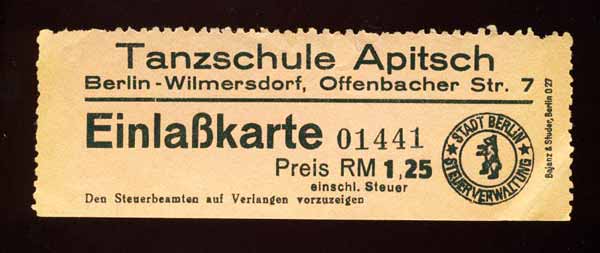 Tanzschule Apitsch
Berlin-Wilmersdorf, Offenbacher Str. 7
Einlaßkarte 01441
Preis RM 1,25
einschl. Steuer
Den Steuerbeamten auf Verlangen vorzuzeigen
STADT BERLIN
STEUERVERWALTUNG
Bajanz & Studer, Berlin O 27